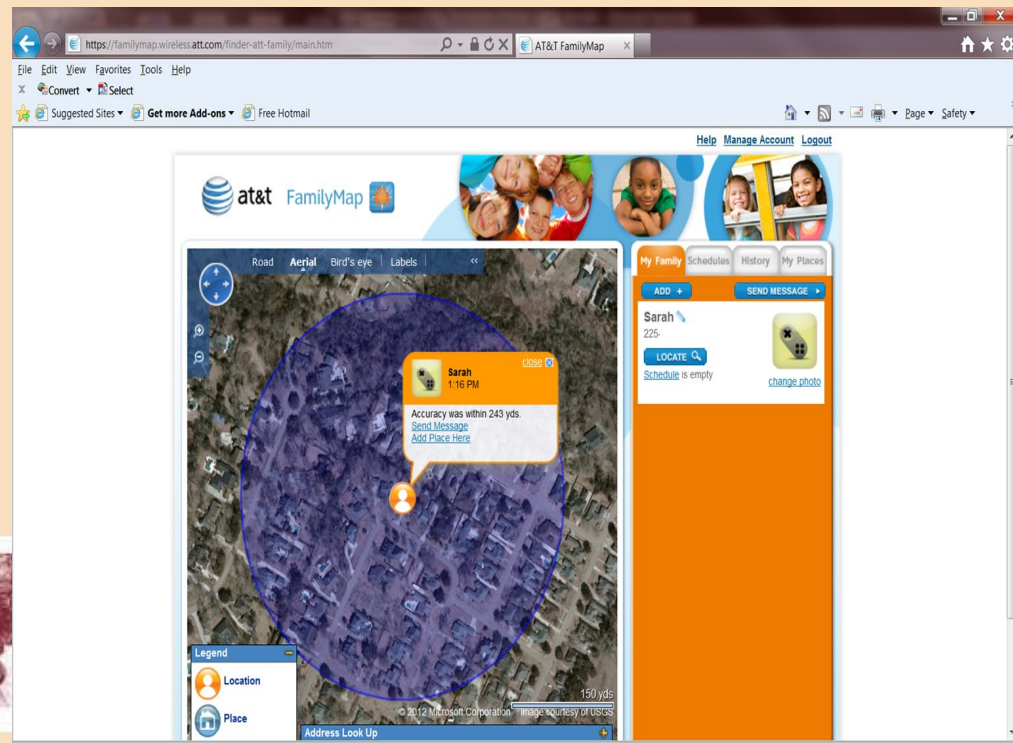 https://familymap.wireless.att.com/finder-att-family/main.htm
AT&T FamilyMap
File Edit View Favorites Tools Help
X Convert Select
Suggested Sites Get more Add-ons Free Hotmail
Page Safety
Help Manage Account Logout
at&t FamilyMap
Road Aerial Bird's eye Labels <<
My Family Schedules History My Places
ADD + SEND MESSAGE
Sarah
225-
LOCATE
Schedule is empty
change photo
close
Sarah
1:16 PM
Accuracy was within 243 yds.
Send Message
Add Place Here
Legend
Location
Place
150 yds
© 2012 Microsoft Corporation Image courtesy of USGS
Address Look Up